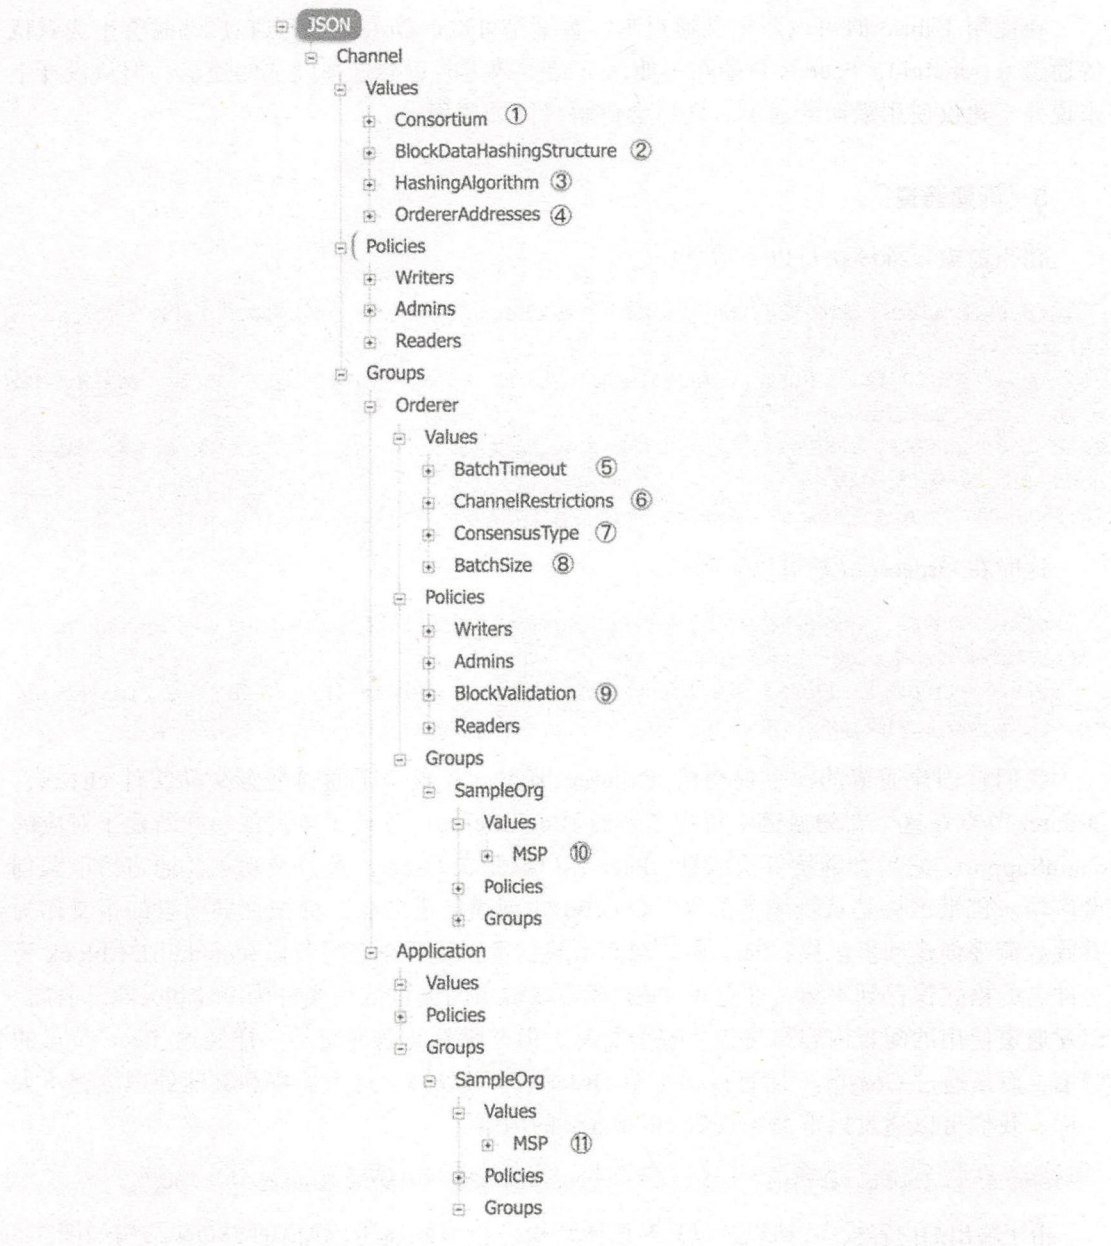 JSON
Channel
Values
Consortium ①
BlockDataHashingStructure ②
HashingAlgorithm ③
OrdererAddresses ④
Policies
Writers
Admins
Readers
Groups
Orderer
Values
BatchTimeout ⑤
ChannelRestrictions ⑥
ConsensusType ⑦
BatchSize ⑧
Policies
Writers
Admins
BlockValidation ⑨
Readers
Groups
SampleOrg
Values
MSP ⑩
Policies
Groups
Application
Values
Policies
Groups
SampleOrg
Values
MSP ⑪
Policies
Groups